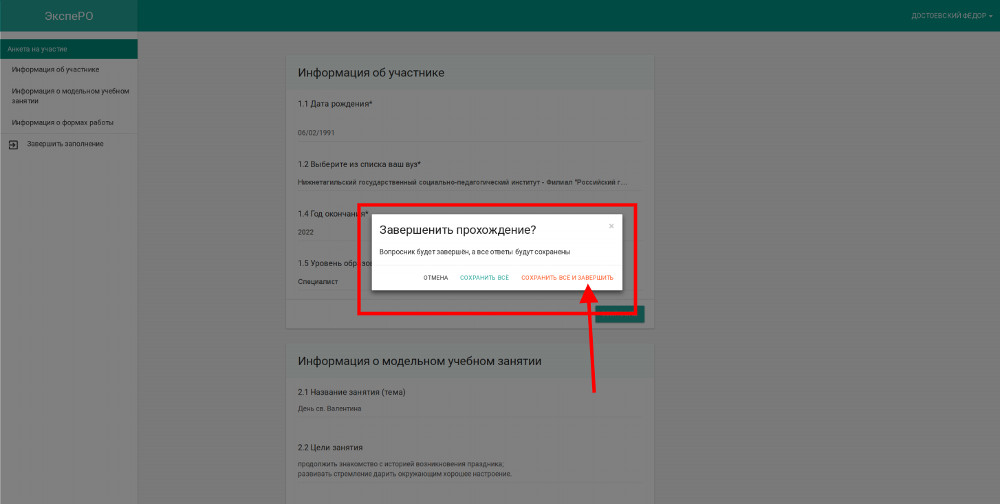 ЭкспеРО
ДОСТОЕВСКИЙ ФЁДОР
Анкета на участие
Информация об участнике
Информация о модельном учебном
занятии
Информация о формах работы
Завершить заполнение
Информация об участнике
1.1 Дата рождения*
06/02/1991
1.2 Выберите из списка ваш вуз*
Нижнетагильский государственный социально-педагогический институт - Филиал "Российский г...
1.4 Год окончания*
2022
1.5 Уровень образов
Специалист
Завершенить прохождение?
×
Вопросник будет завершён, а все ответы будут сохранены
ОТМЕНА
СОХРАНИТЬ ВСЁ
СОХРАНИТЬ ВСЁ И ЗАВЕРШИТЬ
Информация о модельном учебном занятии
2.1 Название занятия (тема)
День св. Валентина
2.2 Цели занятия
продолжить знакомство с историей возникновения праздника;
развивать стремление дарить окружающим хорошее настроение.